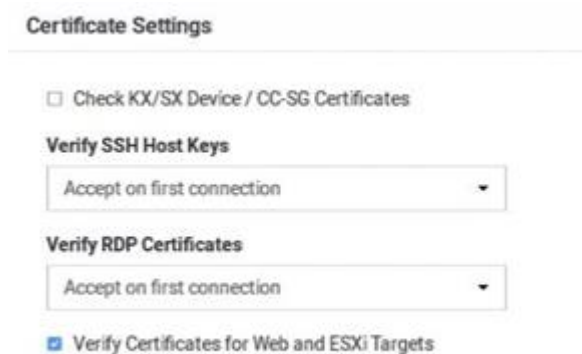 Certificate Settings
Check KX/SX Device / CC-SG Certificates
Verify SSH Host Keys
Accept on first connection
Verify RDP Certificates
Accept on first connection
Verify Certificates for Web and ESXi Targets